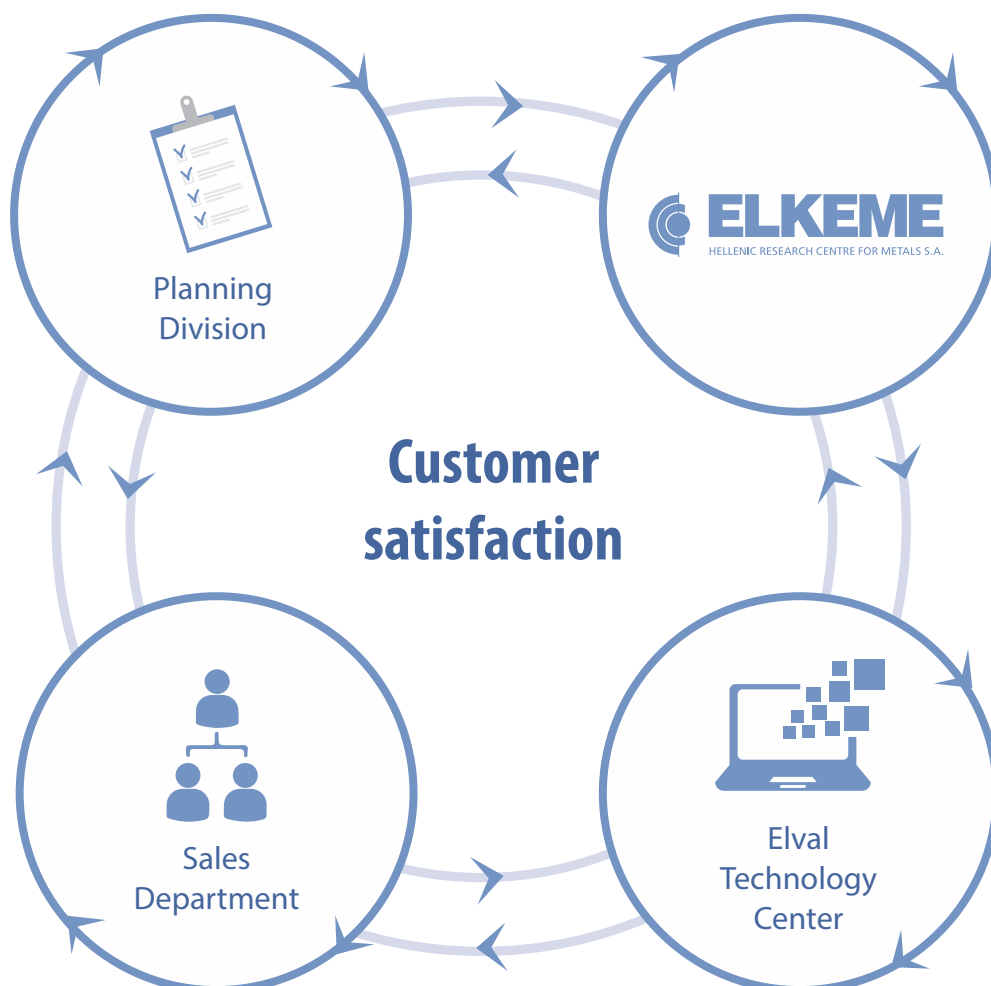 ELKEME
HELLENIC RESEARCH CENTRE FOR METALS S.A.
Planning
Division
Customer
satisfaction
Sales
Department
Elval
Technology
Center